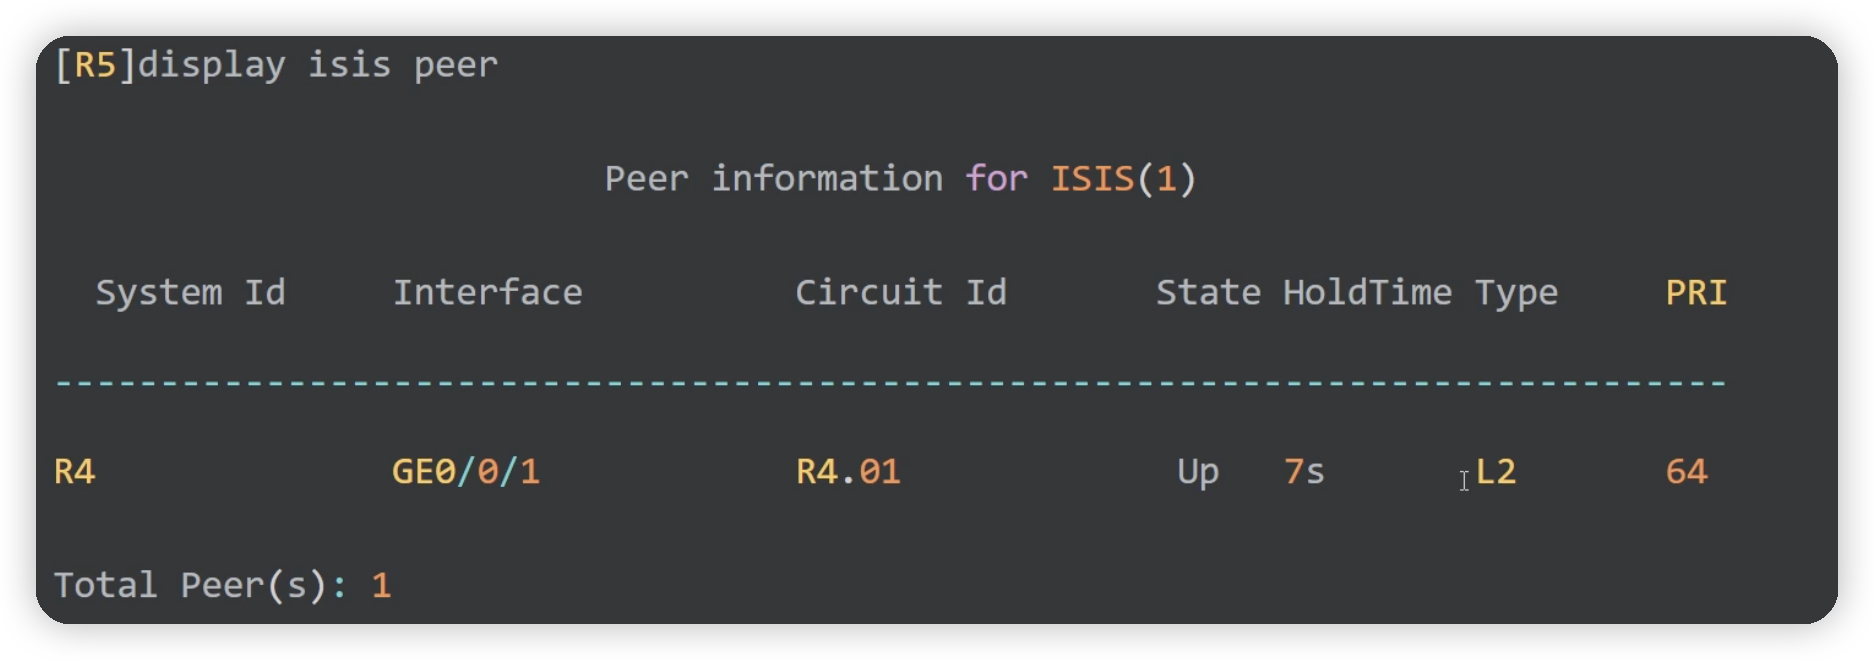 [R5]display isis peer
Peer information for ISIS(1)
System Id Interface Circuit Id State HoldTime Type PRI
--------------------------------------------------------------------------------
R4 GE0/0/1 R4.01 Up 7s L2 64
Total Peer(s): 1